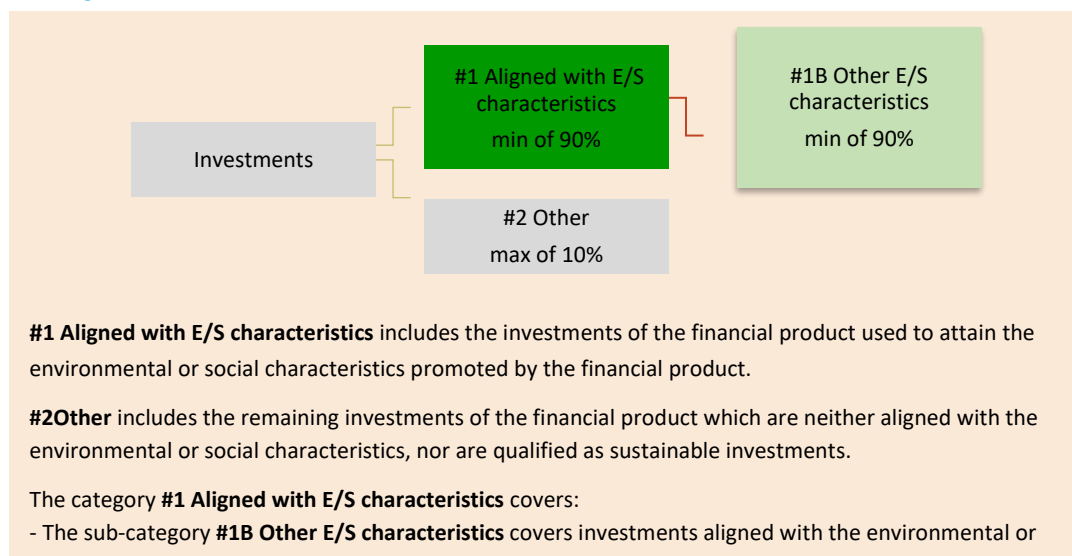 #1 Aligned with E/S
characteristics
min of 90%
#1B Other E/S
characteristics
min of 90%
Investments
#2 Other
max of 10%
#1 Aligned with E/S characteristics includes the investments of the financial product used to attain the
environmental or social characteristics promoted by the financial product.
#2Other includes the remaining investments of the financial product which are neither aligned with the
environmental or social characteristics, nor are qualified as sustainable investments.
The category #1 Aligned with E/S characteristics covers:
- The sub-category #1B Other E/S characteristics covers investments aligned with the environmental or